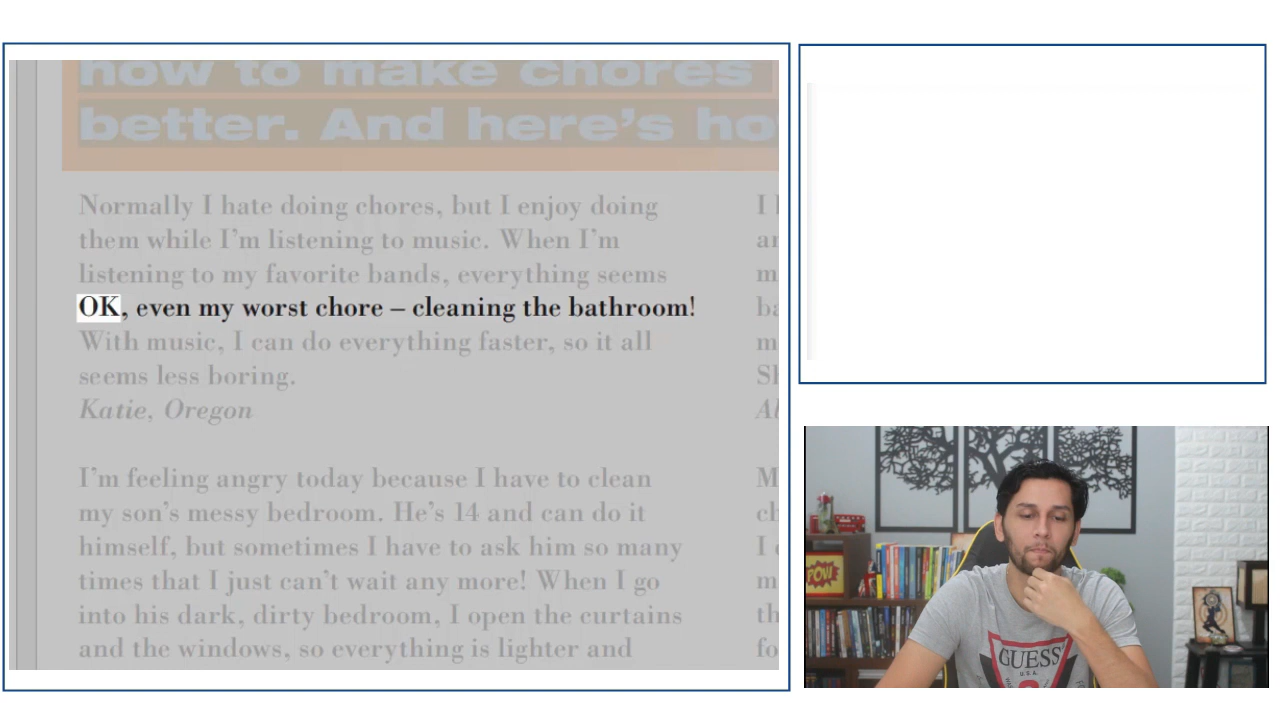 how to make chores
better. And here's ho
Normally I hate doing chores, but I enjoy doing
them while I'm listening to music. When I'm
listening to my favorite bands, everything seems
OK, even my worst chore – cleaning the bathroom!
With music, I can do everything faster, so it all
seems less boring.
Katie, Oregon
I'm feeling angry today because I have to clean
my son's messy bedroom. He's 14 and can do it
himself, but sometimes I have to ask him so many
times that I just can't wait any more! When I go
into his dark, dirty bedroom, I open the curtains
and the windows, so everything is lighter and
I
POW
GUESS
U.S.A.